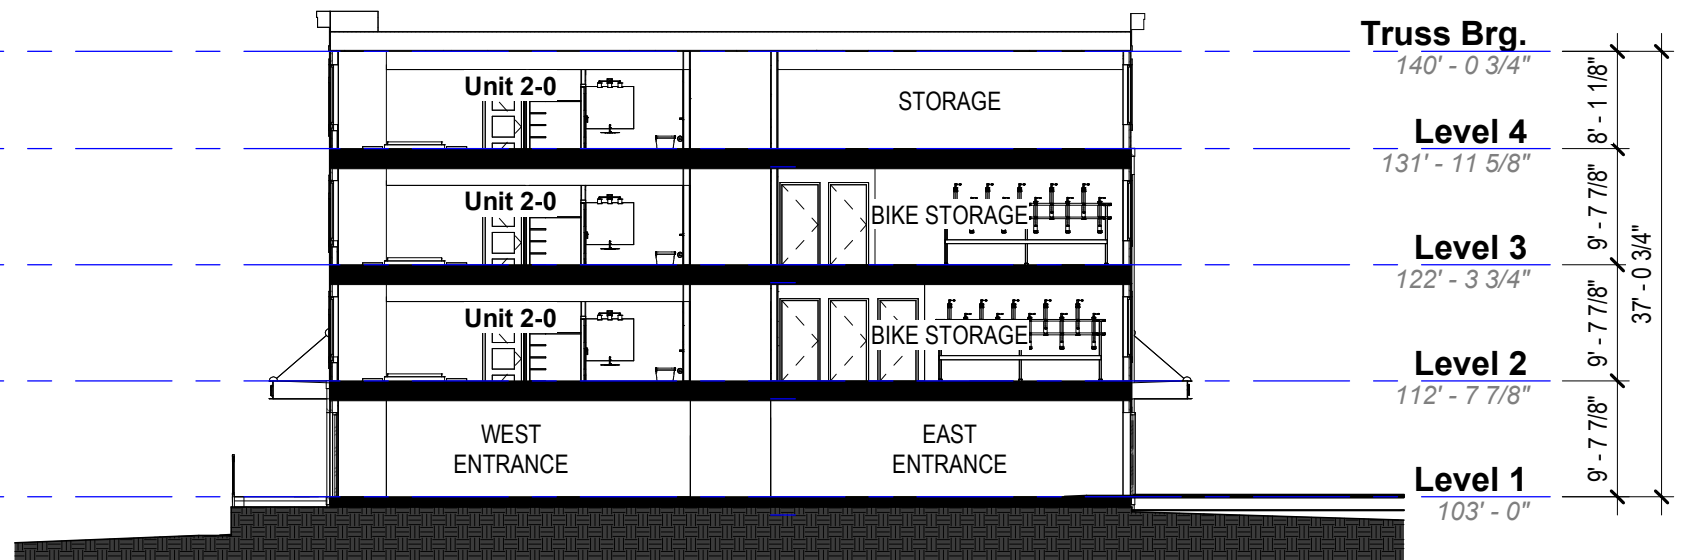 Truss Brg.
140' - 0 3/4"
Unit 2-0
STORAGE
8' - 1 1/8"
Level 4
131' - 11 5/8"
Unit 2-0
BIKE STORAGE
9' - 7 7/8"
Level 3
122' - 3 3/4"
37' - 0 3/4"
Unit 2-0
BIKE STORAGE
9' - 7 7/8"
Level 2
112' - 7 7/8"
WEST
ENTRANCE
EAST
ENTRANCE
9' - 7 7/8"
Level 1
103' - 0"